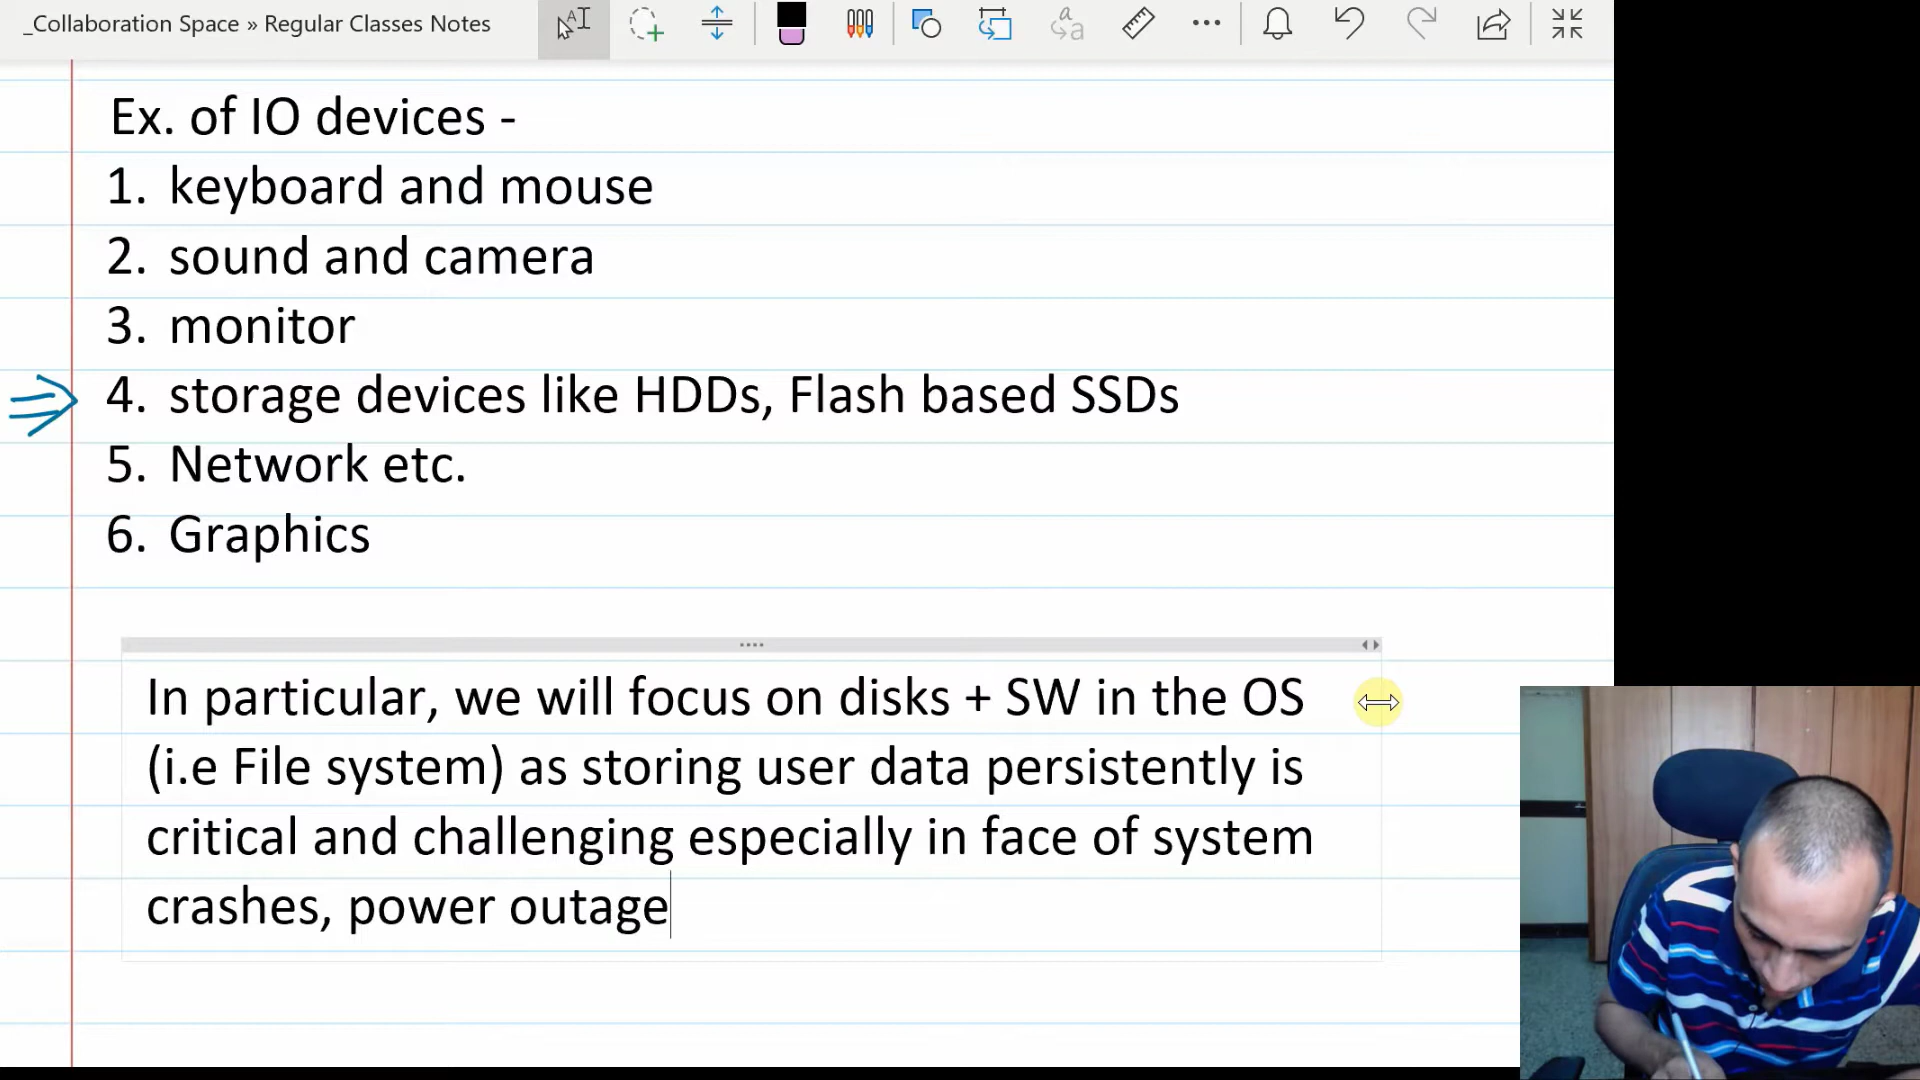 _Collaboration Space » Regular Classes Notes
Ex. of IO devices -
1. keyboard and mouse
2. sound and camera
3. monitor
4. storage devices like HDDs, Flash based SSDs
5. Network etc.
6. Graphics
In particular, we will focus on disks + SW in the OS
(i.e File system) as storing user data persistently is
critical and challenging especially in face of system
crashes, power outage